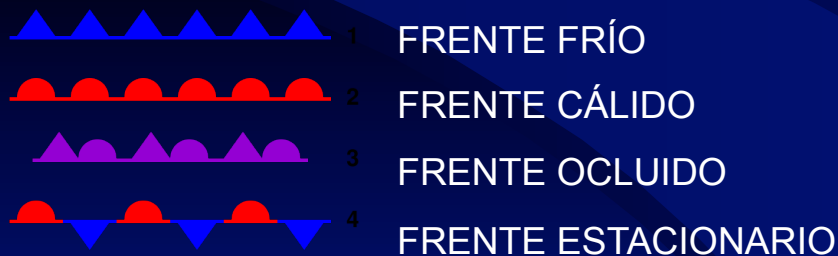 1 FRENTE FRÍO
2 FRENTE CÁLIDO
3 FRENTE OCLUIDO
4 FRENTE ESTACIONARIO